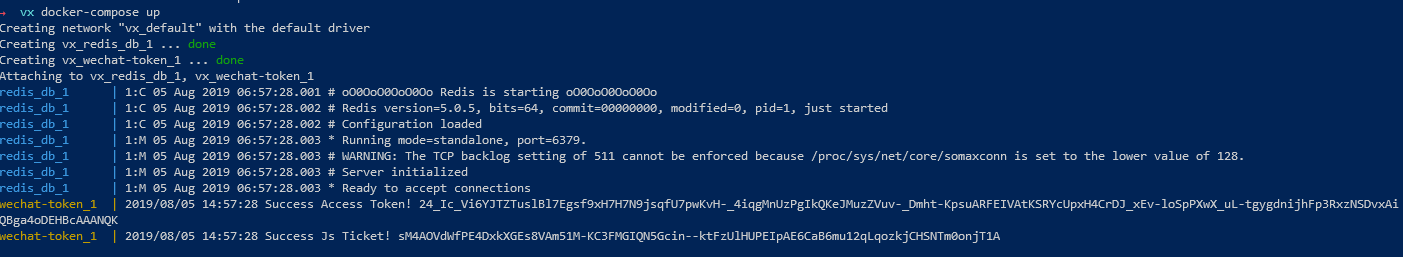 →  vx docker-compose up
Creating network "vx_default" with the default driver
Creating vx_redis_db_1 ... done
Creating vx_wechat-token_1 ... done
Attaching to vx_redis_db_1, vx_wechat-token_1
redis_db_1      | 1:C 05 Aug 2019 06:57:28.001 # oO0OoO0OoO0Oo Redis is starting oO0OoO0OoO0Oo
redis_db_1      | 1:C 05 Aug 2019 06:57:28.002 # Redis version=5.0.5, bits=64, commit=00000000, modified=0, pid=1, just started
redis_db_1      | 1:C 05 Aug 2019 06:57:28.002 # Configuration loaded
redis_db_1      | 1:M 05 Aug 2019 06:57:28.003 * Running mode=standalone, port=6379.
redis_db_1      | 1:M 05 Aug 2019 06:57:28.003 # WARNING: The TCP backlog setting of 511 cannot be enforced because /proc/sys/net/core/somaxconn is set to the lower value of 128.
redis_db_1      | 1:M 05 Aug 2019 06:57:28.003 # Server initialized
redis_db_1      | 1:M 05 Aug 2019 06:57:28.003 * Ready to accept connections
wechat-token_1  | 2019/08/05 14:57:28 Success Access Token! 24_Ic_Vi6YJTZTuslBl7Egsf9xH7H7N9jsqfU7pwKvH-_4iqgMnUzPgIkQKeJMuzZVuv-_Dmht-KpsuARFEIVAtKSRYcUpxH4CrDJ_xEv-loSpPXwX_uL-tgygdnijhFp3RxzNSDvxAi
QBga4oDEHBcAAANQK
wechat-token_1  | 2019/08/05 14:57:28 Success Js Ticket! sM4AOVdWfPE4DxkXGEs8VAm51M-KC3FMGIQN5Gcin--ktFzUlHUPEIpAE6CaB6mu12qLqozkjCHSNTm0onjT1A